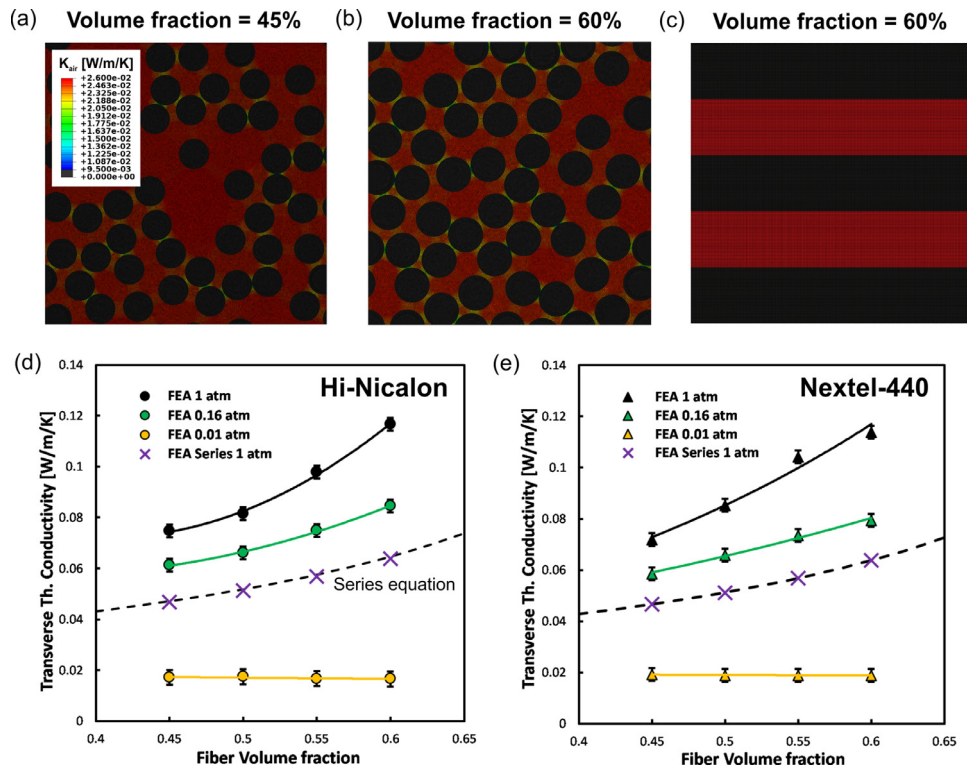 (a) Volume fraction = 45%
(b) Volume fraction = 60%
(c) Volume fraction = 60%
Kair [W/m/K]
+2.600e-02
+2.463e-02
+2.325e-02
+2.188e-02
+2.050e-02
+1.912e-02
+1.775e-02
+1.637e-02
+1.500e-02
+1.362e-02
+1.225e-02
+1.087e-02
+9.500e-03
+0.000e+00
(d)
Hi-Nicalon
FEA 1 atm
FEA 0.16 atm
FEA 0.01 atm
FEA Series 1 atm
Series equation
Transverse Th. Conductivity [W/m/K]
0.14
0.12
0.1
0.08
0.06
0.04
0.02
0
0.4 0.45 0.5 0.55 0.6 0.65
Fiber Volume fraction
(e)
Nextel-440
FEA 1 atm
FEA 0.16 atm
FEA 0.01 atm
FEA Series 1 atm
Transverse Th. Conductivity [W/m/K]
0.14
0.12
0.1
0.08
0.06
0.04
0.02
0
0.4 0.45 0.5 0.55 0.6 0.65
Fiber Volume fraction